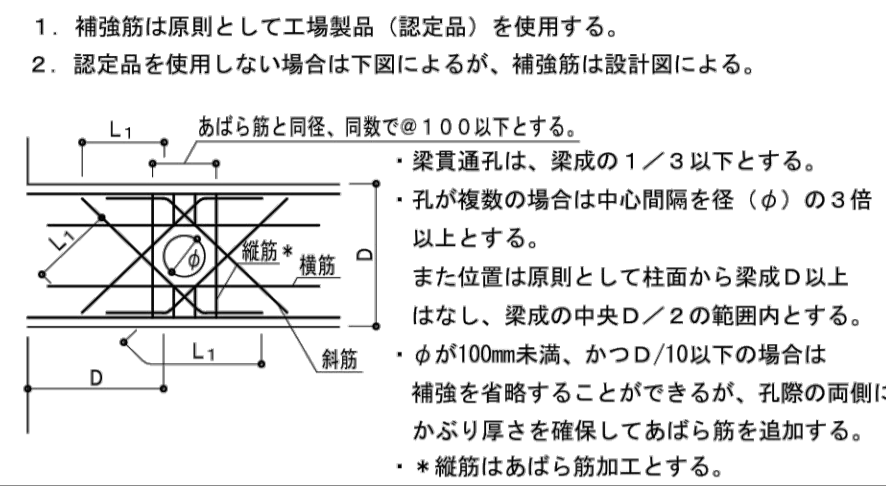 １．補強筋は原則として工場製品（認定品）を使用する。
２．認定品を使用しない場合は下図によるが、補強筋は設計図による。
L1
あばら筋と同径、同数で＠１００以下とする。
・梁貫通孔は、梁成の１／３以下とする。
・孔が複数の場合は中心間隔を径（φ）の３倍
以上とする。
また位置は原則として柱面から梁成Ｄ以上
はなし、梁成の中央Ｄ／２の範囲内とする。
・φが100mm未満、かつＤ/10以下の場合は
補強を省略することができるが、孔際の両側に
かぶり厚さを確保してあばら筋を追加する。
・＊縦筋はあばら筋加工とする。
L1
φ
縦筋＊
横筋
D
L1
斜筋
D